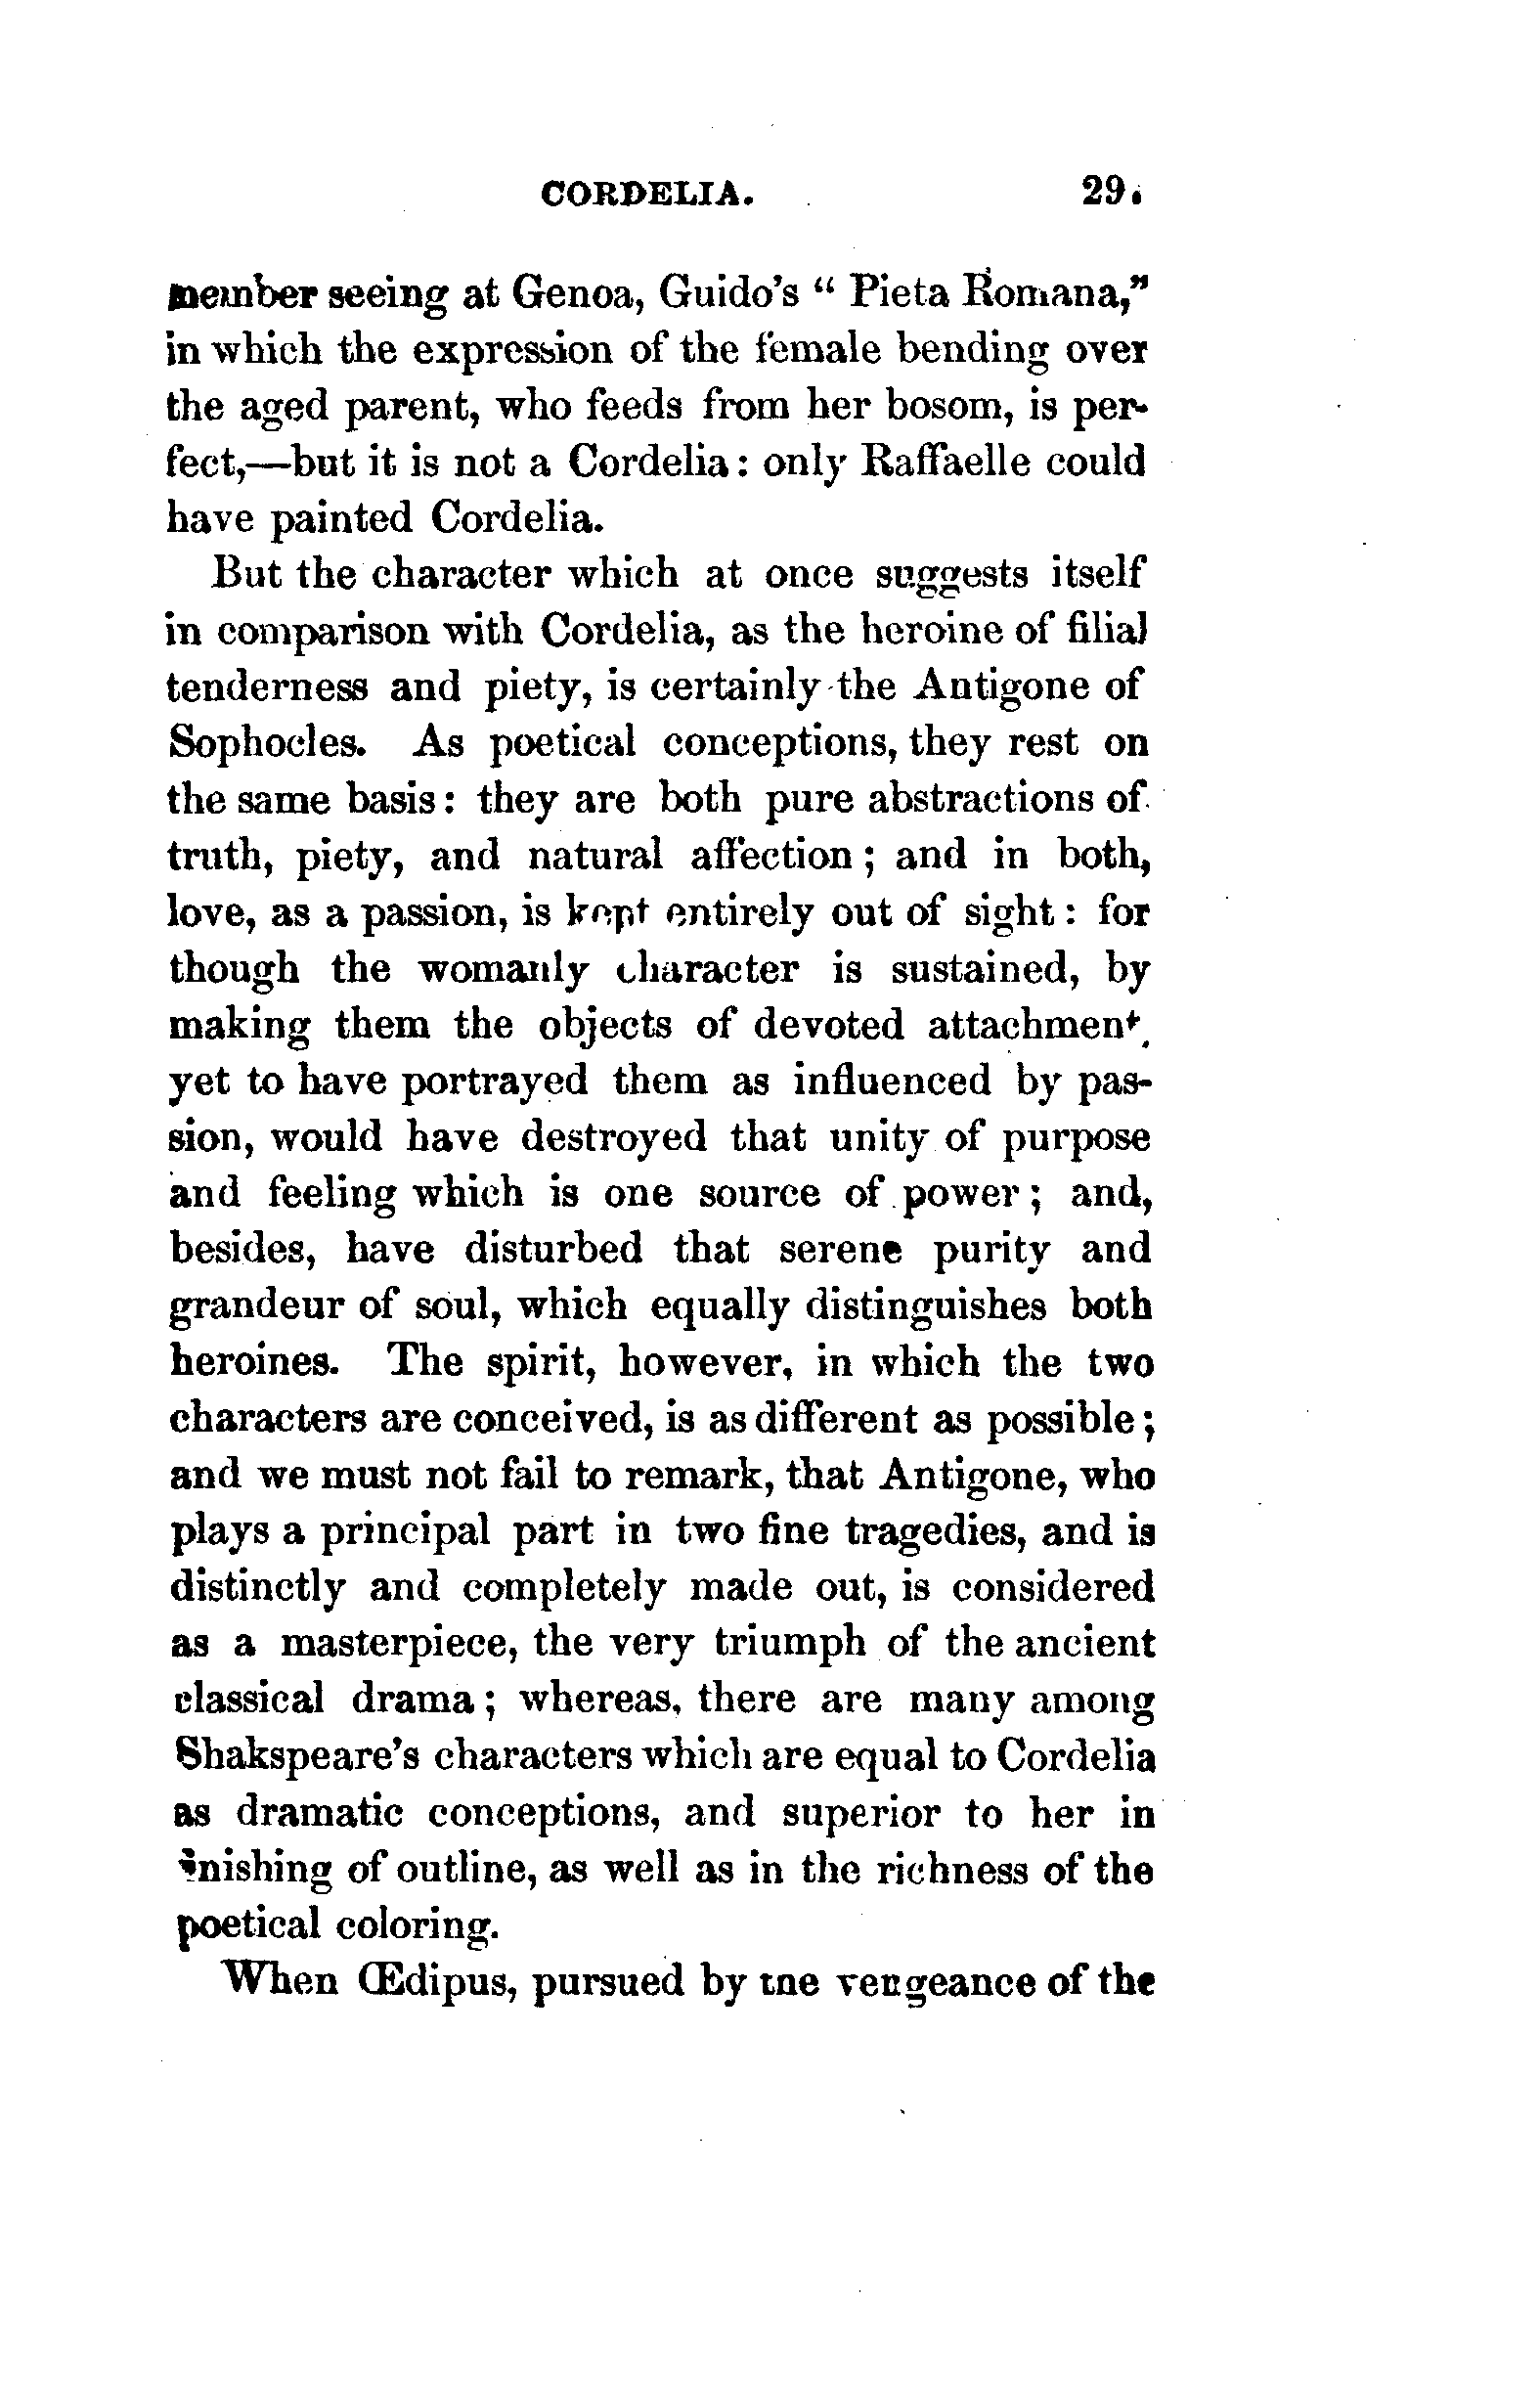 CORDELIA. 29.
member seeing at Genoa, Guido's “ Pieta Romana,”
in which the expression of the female bending over
the aged parent, who feeds from her bosom, is per-
fect,—but it is not a Cordelia: only Raffaelle could
have painted Cordelia.
But the character which at once suggests itself
in comparison with Cordelia, as the heroine of filial
tenderness and piety, is certainly the Antigone of
Sophocles. As poetical conceptions, they rest on
the same basis: they are both pure abstractions of
truth, piety, and natural affection; and in both,
love, as a passion, is kept entirely out of sight: for
though the womanly character is sustained, by
making them the objects of devoted attachment,
yet to have portrayed them as influenced by pas-
sion, would have destroyed that unity of purpose
and feeling which is one source of power; and,
besides, have disturbed that serene purity and
grandeur of soul, which equally distinguishes both
heroines. The spirit, however, in which the two
characters are conceived, is as different as possible;
and we must not fail to remark, that Antigone, who
plays a principal part in two fine tragedies, and is
distinctly and completely made out, is considered
as a masterpiece, the very triumph of the ancient
classical drama; whereas, there are many among
Shakspeare's characters which are equal to Cordelia
as dramatic conceptions, and superior to her in
finishing of outline, as well as in the richness of the
poetical coloring.
When Œdipus, pursued by the vengeance of the